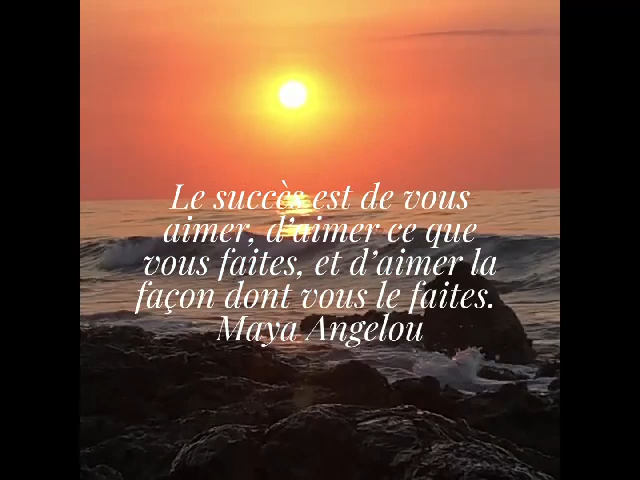 Le succès est de vous
aimer, d'aimer ce que
vous faites, et d'aimer la
façon dont vous le faites.
Maya Angelou